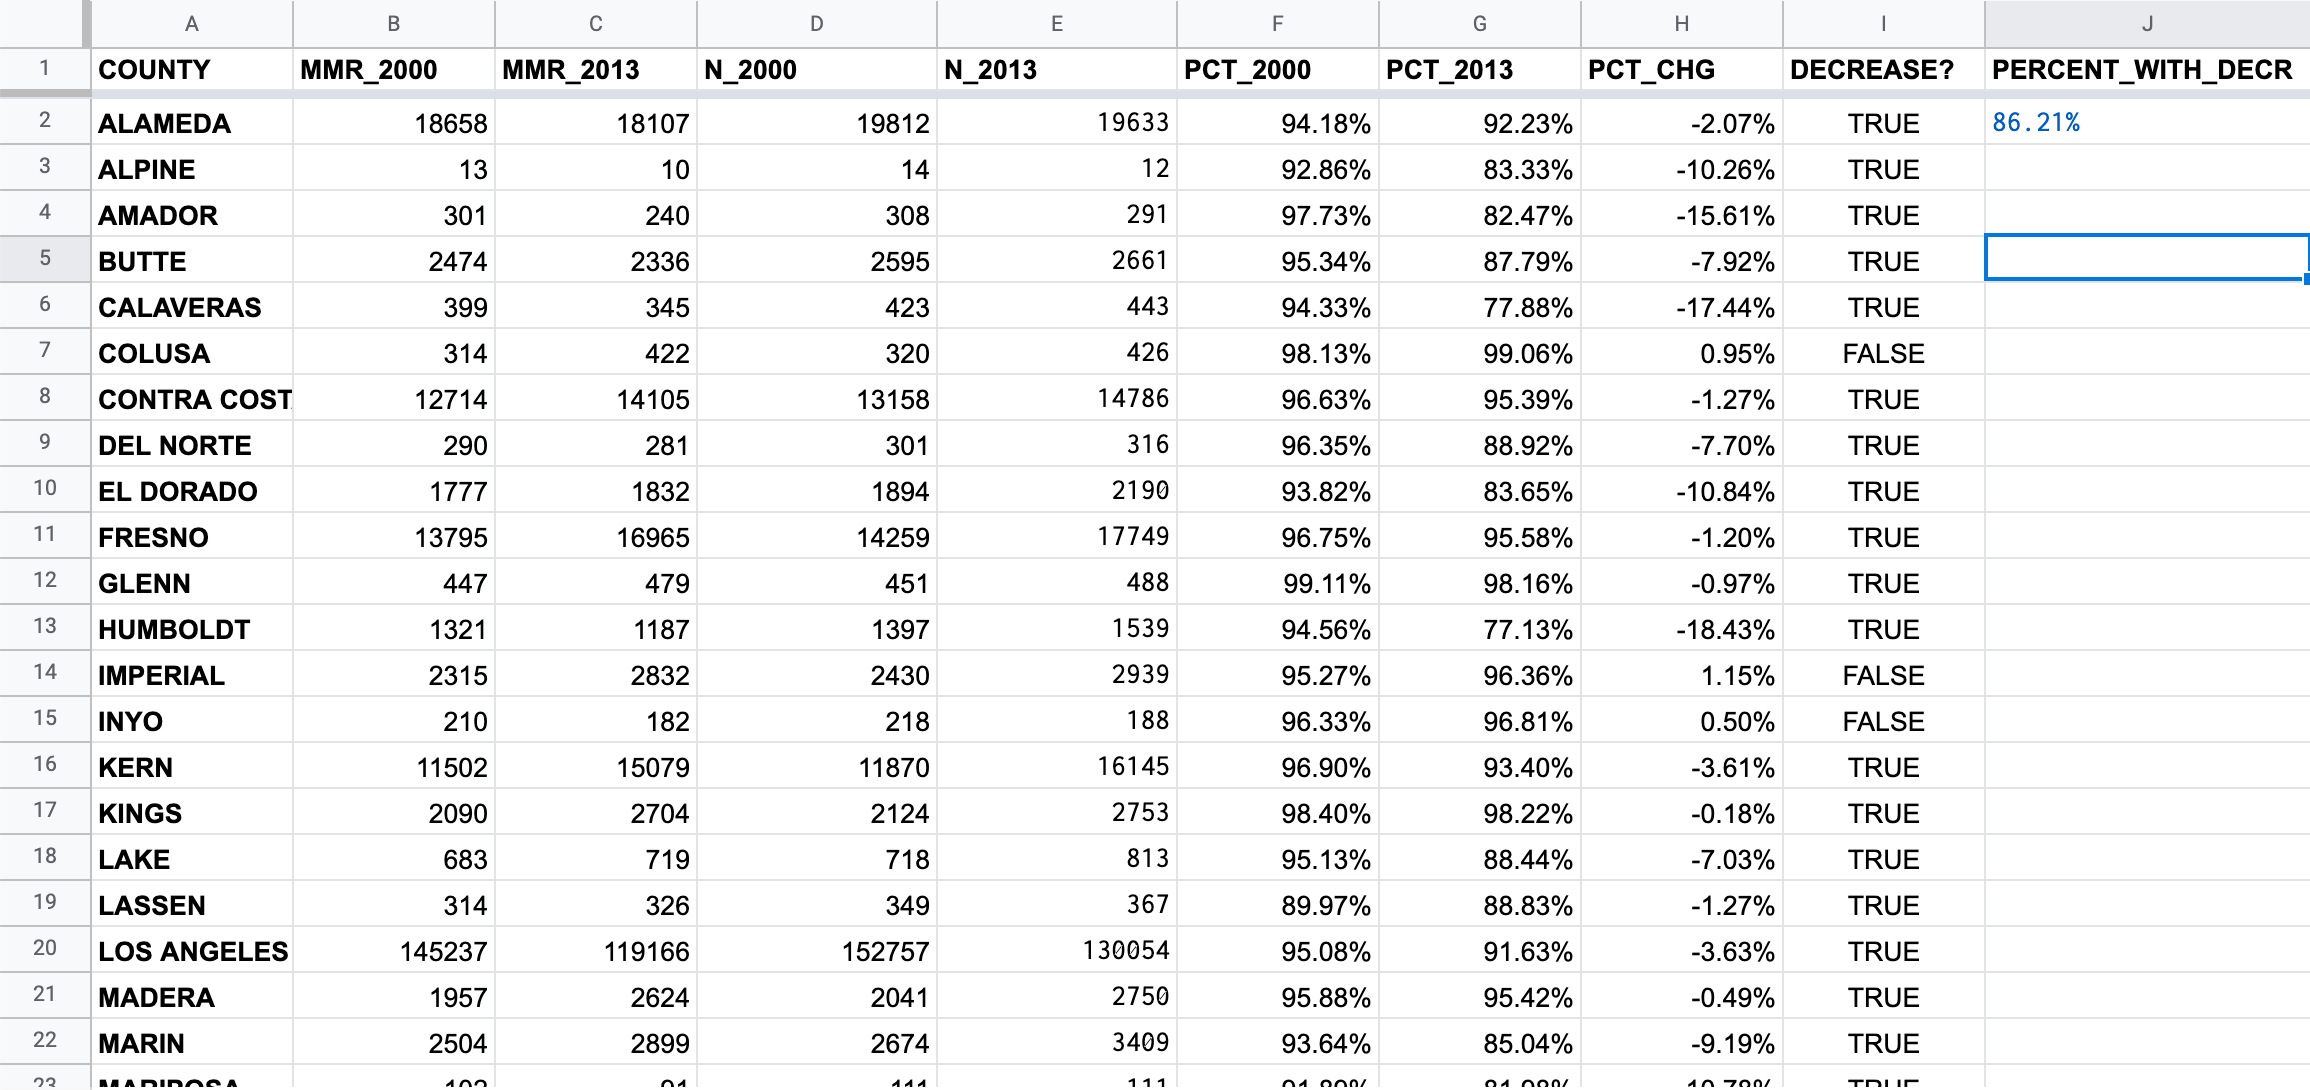 A B C D E F G H I J
1 COUNTY MMR_2000 MMR_2013 N_2000 N_2013 PCT_2000 PCT_2013 PCT_CHG DECREASE? PERCENT_WITH_DECR
2 ALAMEDA 18658 18107 19812 19633 94.18% 92.23% -2.07% TRUE 86.21%
3 ALPINE 13 10 14 12 92.86% 83.33% -10.26% TRUE
4 AMADOR 301 240 308 291 97.73% 82.47% -15.61% TRUE
5 BUTTE 2474 2336 2595 2661 95.34% 87.79% -7.92% TRUE
6 CALAVERAS 399 345 423 443 94.33% 77.88% -17.44% TRUE
7 COLUSA 314 422 320 426 98.13% 99.06% 0.95% FALSE
8 CONTRA COST 12714 14105 13158 14786 96.63% 95.39% -1.27% TRUE
9 DEL NORTE 290 281 301 316 96.35% 88.92% -7.70% TRUE
10 EL DORADO 1777 1832 1894 2190 93.82% 83.65% -10.84% TRUE
11 FRESNO 13795 16965 14259 17749 96.75% 95.58% -1.20% TRUE
12 GLENN 447 479 451 488 99.11% 98.16% -0.97% TRUE
13 HUMBOLDT 1321 1187 1397 1539 94.56% 77.13% -18.43% TRUE
14 IMPERIAL 2315 2832 2430 2939 95.27% 96.36% 1.15% FALSE
15 INYO 210 182 218 188 96.33% 96.81% 0.50% FALSE
16 KERN 11502 15079 11870 16145 96.90% 93.40% -3.61% TRUE
17 KINGS 2090 2704 2124 2753 98.40% 98.22% -0.18% TRUE
18 LAKE 683 719 718 813 95.13% 88.44% -7.03% TRUE
19 LASSEN 314 326 349 367 89.97% 88.83% -1.27% TRUE
20 LOS ANGELES 145237 119166 152757 130054 95.08% 91.63% -3.63% TRUE
21 MADERA 1957 2624 2041 2750 95.88% 95.42% -0.49% TRUE
22 MARIN 2504 2899 2674 3409 93.64% 85.04% -9.19% TRUE
23 MARIPOSA 111 111 TRUE